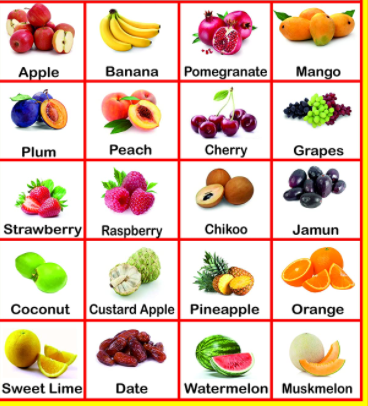 Apple
Banana
Pomegranate
Mango
Plum
Peach
Cherry
Grapes
Strawberry
Raspberry
Chikoo
Jamun
Coconut
Custard Apple
Pineapple
Orange
Sweet Lime
Date
Watermelon
Muskmelon